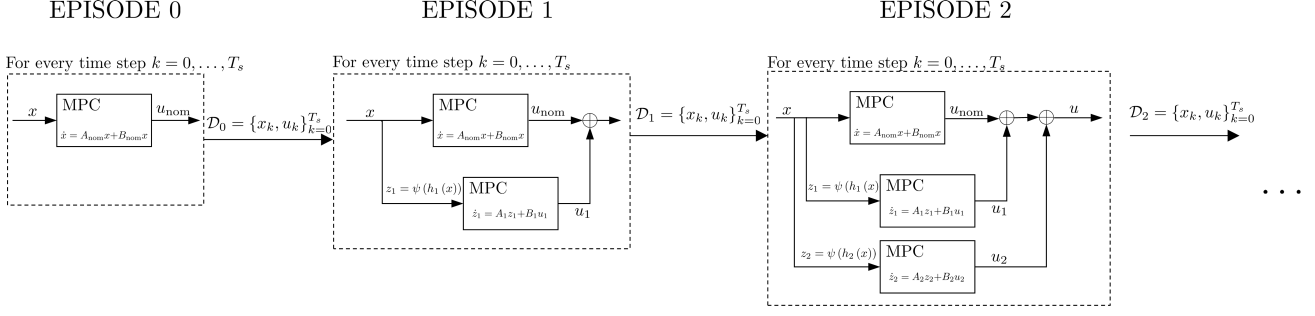 EPISODE 0
For every time step k = 0, . . . , T_s
x
MPC
ẋ = A_nom x+B_nom x
u_nom
D_0 = {x_k, u_k}_{k=0}^{T_s}
EPISODE 1
For every time step k = 0, . . . , T_s
x
MPC
ẋ = A_nom x+B_nom x
u_nom
z_1 = ψ (h_1 (x))
MPC
ż_1 = A_1 z_1 + B_1 u_1
u_1
D_1 = {x_k, u_k}_{k=0}^{T_s}
EPISODE 2
For every time step k = 0, . . . , T_s
x
MPC
ẋ = A_nom x+B_nom x
u_nom
u
z_1 = ψ (h_1 (x)
MPC
ż_1 = A_1 z_1 + B_1 u_1
u_1
z_2 = ψ (h_2 (x))
MPC
ż_2 = A_2 z_2 + B_2 u_2
u_2
D_2 = {x_k, u_k}_{k=0}^{T_s}
. . .